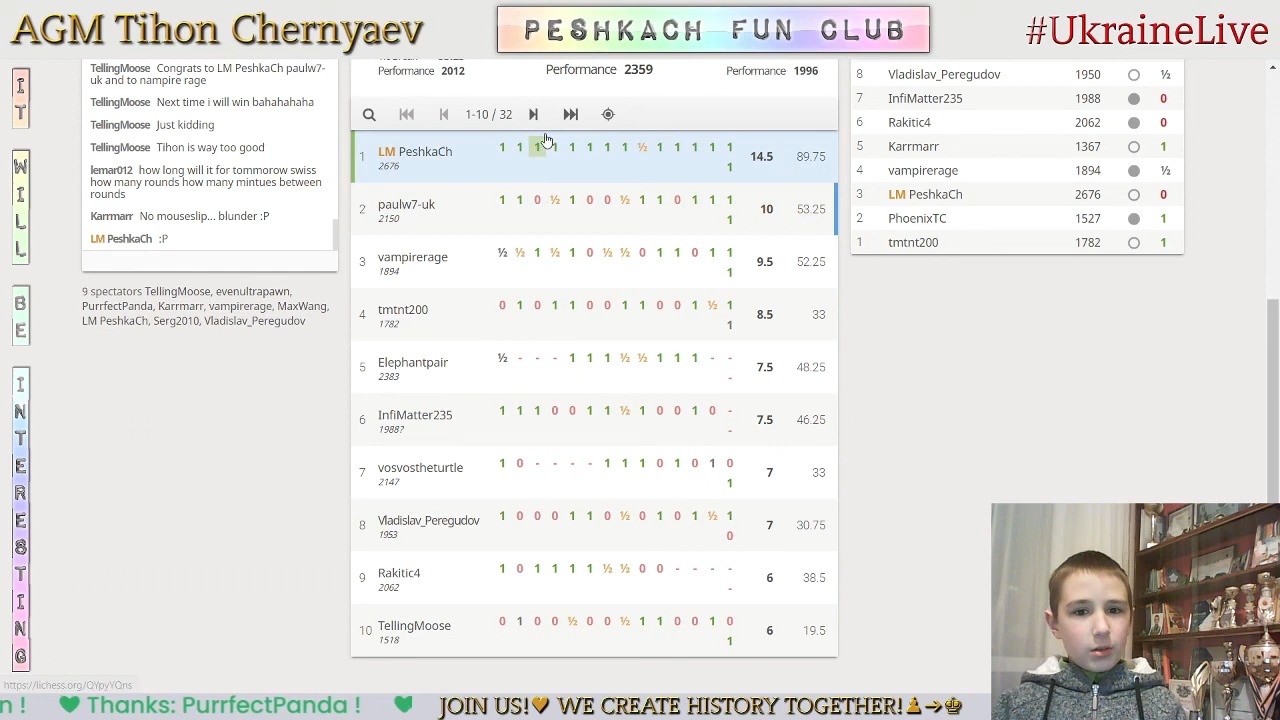 AGM Tihon Chernyaev
PESHKACH FUN CLUB
#UkraineLive
IT
WILL
BE
INTERESTING
TellingMoose Congrats to LM PeshKaCh paulw7-
uk and to nampire rage
TellingMoose Next time i will win bahahahaha
TellingMoose Just kidding
TellingMoose Tihon is way too good
lemar012 how long will it for tommorow swiss
how many rounds how many mintues between
rounds
Karrmarr No mouseslip... blunder :P
LM PeshkaCh :P
9 spectators TellingMoose, evenultrapawn,
PurrfectPanda, Karrmarr, vampirerage, MaxWang,
LM PeshKaCh, Serg2010, Vladislav_Peregudov
Performance 2012 Performance 2359 Performance 1996
1-10 / 32
1 LM PeshkaCh 1 1 1 1 1 1 1 1 ½ 1 1 1 1 1 14.5 89.75
2676 1
2 paulw7-uk 1 1 0 ½ 1 0 0 ½ 1 1 0 1 1 1 10 53.25
2150 1
3 vampirerage ½ ½ 1 ½ 1 1 0 ½ ½ 0 1 0 1 1 9.5 52.25
1894 1
4 tmtnt200 0 1 0 1 1 0 0 1 1 0 0 1 ½ 1 8.5 33
1782 1
5 Elephantpair ½ - - - 1 1 1 ½ ½ 1 1 1 - - 7.5 48.25
2383 -
6 InfiMatter235 1 1 1 0 0 1 1 ½ 1 0 0 1 0 - 7.5 46.25
1988? -
7 vosvostheturtle 1 0 - - - - 1 1 1 0 1 0 1 0 7 33
2147 1
8 Vladislav_Peregudov 1 0 0 0 1 1 0 ½ 0 1 0 1 ½ 1 7 30.75
1953 0
9 Rakitic4 1 0 1 1 1 1 ½ ½ 0 0 - - - - 6 38.5
2062 -
10 TellingMoose 0 1 0 0 ½ 0 0 ½ 1 1 0 0 1 0 6 19.5
1518 1
8 Vladislav_Peregudov 1950 ½
7 InfiMatter235 1988 0
6 Rakitic4 2062 0
5 Karrmarr 1367 1
4 vampirerage 1894 ½
3 LM PeshkaCh 2676 0
2 PhoenixTC 1527 1
1 tmtnt200 1782 1
https://lichess.org/QYpyYQns
n ! Thanks: PurrfectPanda ! JOIN US! WE CREATE HISTORY TOGETHER!